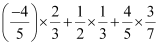 (-4/5) × 2/3 + 1/2 × 1/3 + 4/5 × 3/7